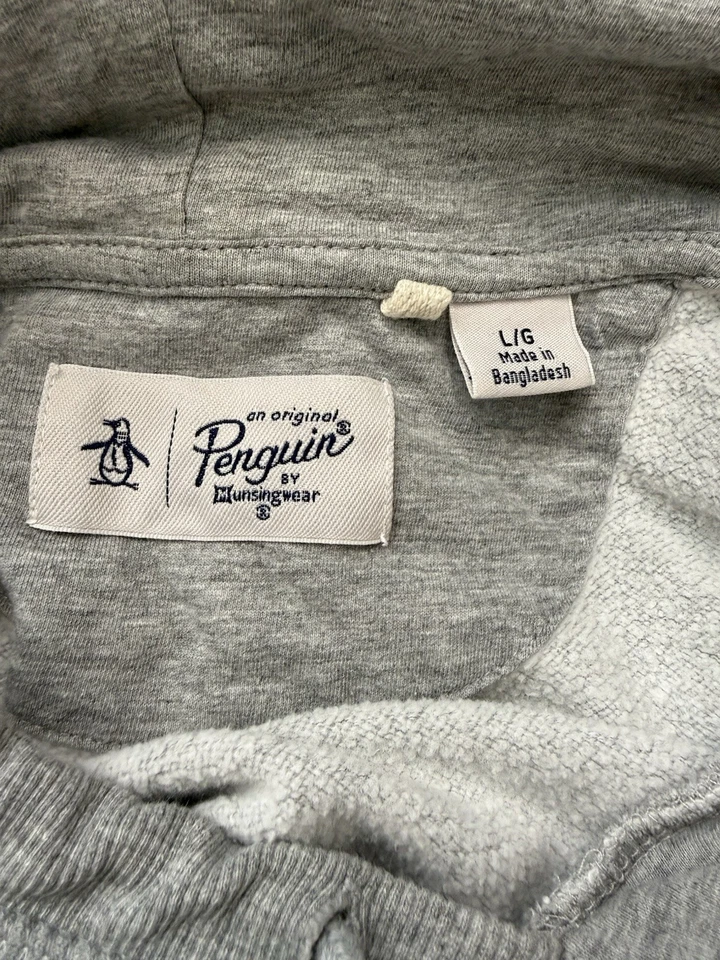 an original
Penguin®
BY
Munsingwear
®
L/G
Made in
Bangladesh